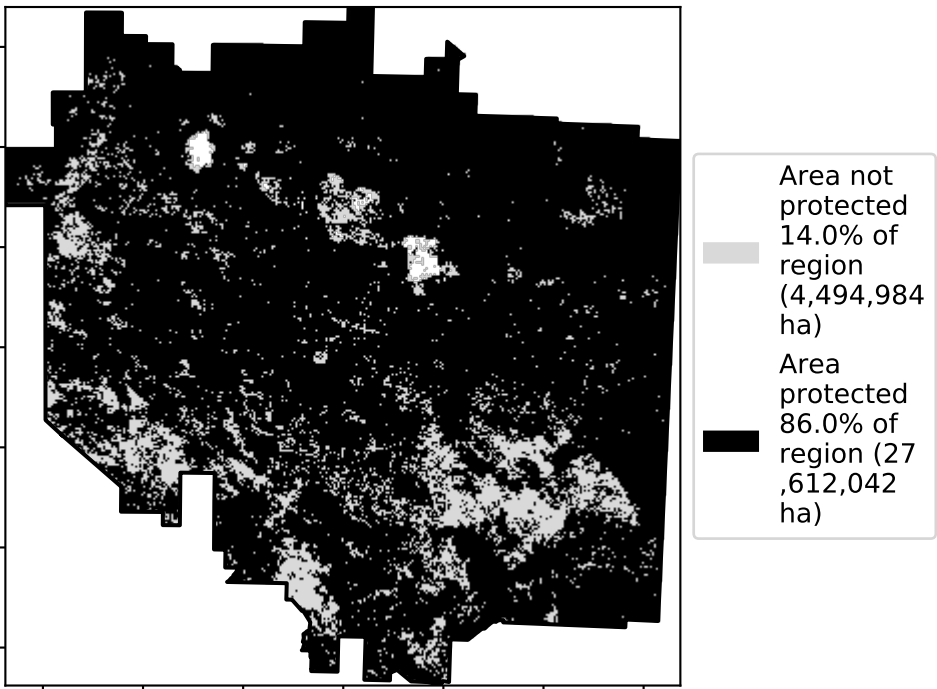 Area not
protected
14.0% of
region
(4,494,984
ha)
Area
protected
86.0% of
region (27
,612,042
ha)